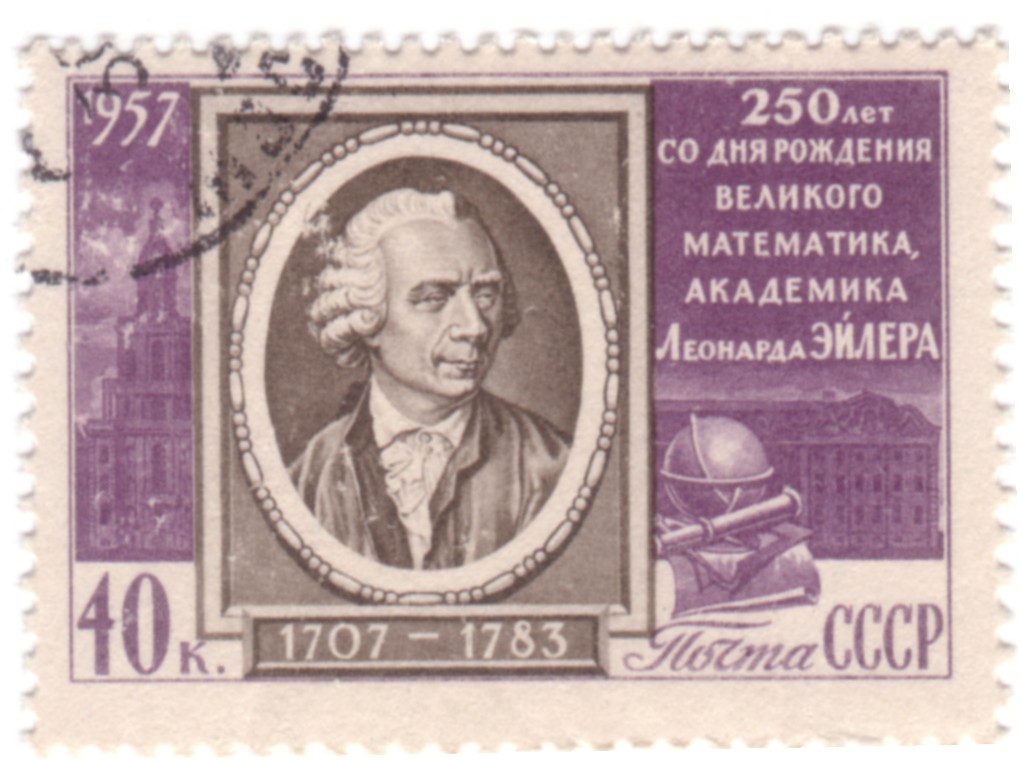 1957
250 лет
СО ДНЯ РОЖДЕНИЯ
ВЕЛИКОГО
МАТЕМАТИКА,
АКАДЕМИКА
ЛЕОНАРДА ЭЙЛЕРА
40 к.
1707 – 1783
Почта СССР